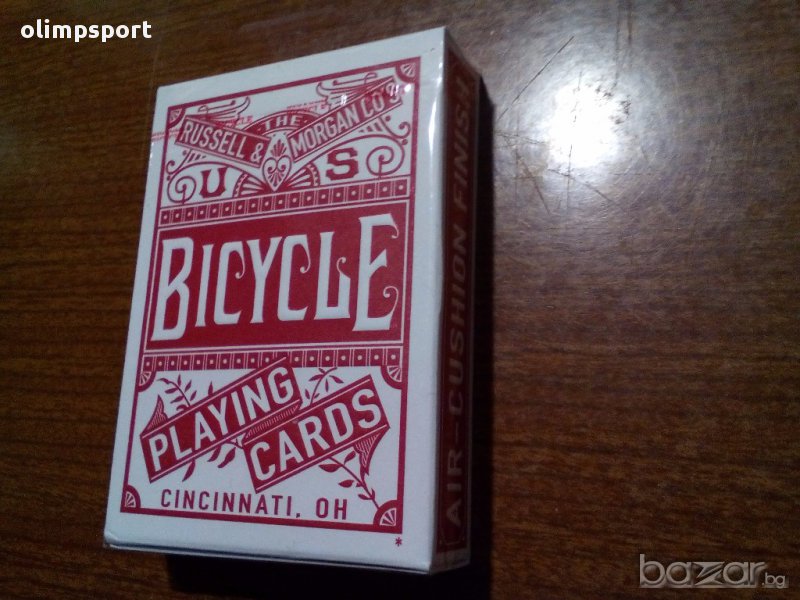 olimpsport
THE
RUSSELL & MORGAN CO'S
U S
BICYCLE
PLAYING
CARDS
CINCINNATI, OH
*
AIR-CUSHION FINISH
bazar.bg